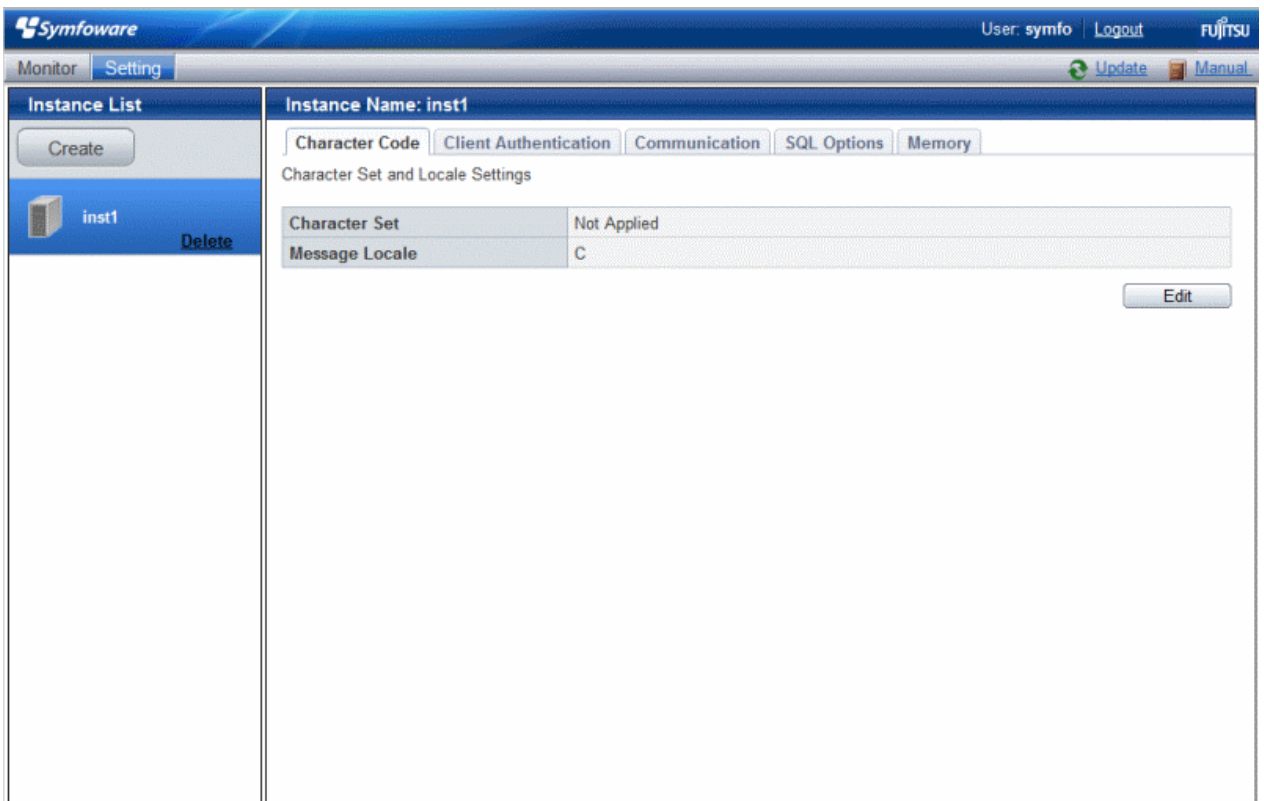 Symfoware User: symfo Logout FUJITSU
Monitor Setting Update Manual
Instance List
Create
inst1
Delete
Instance Name: inst1
Character Code Client Authentication Communication SQL Options Memory
Character Set and Locale Settings
Character Set Not Applied
Message Locale C
Edit